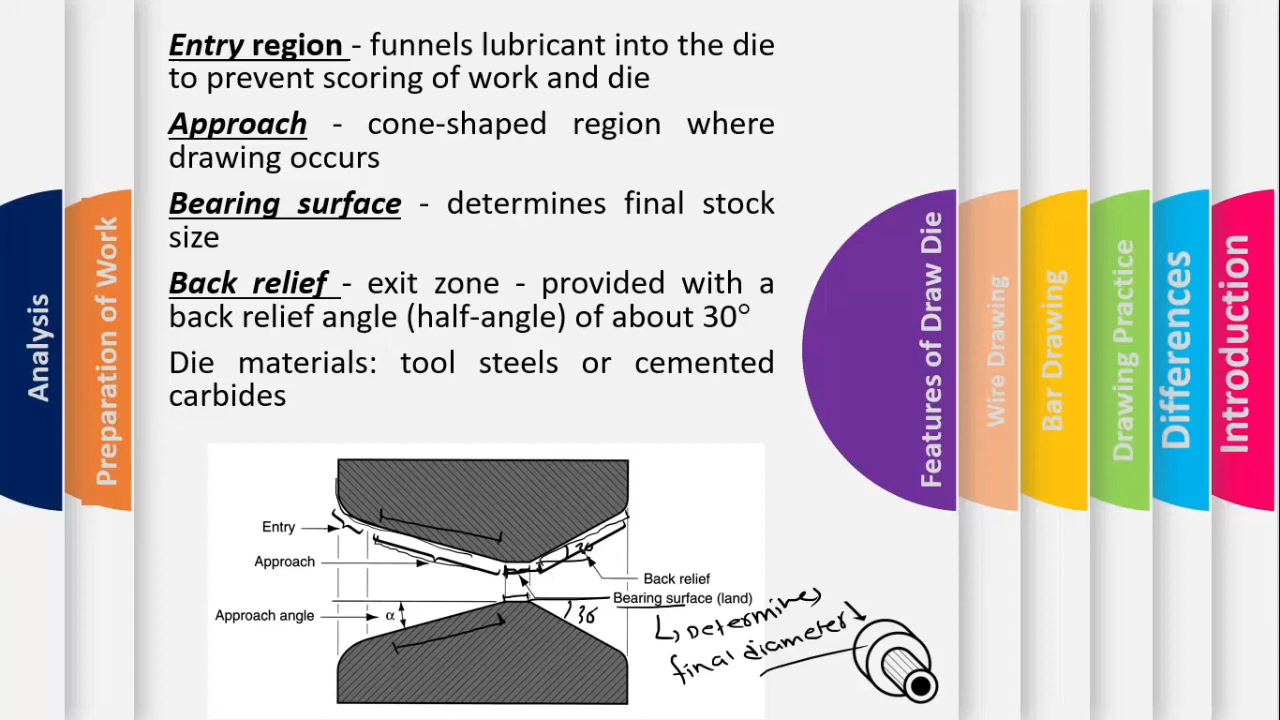 Entry region - funnels lubricant into the die
to prevent scoring of work and die
Approach - cone-shaped region where
drawing occurs
Bearing surface - determines final stock
size
Back relief - exit zone - provided with a
back relief angle (half-angle) of about 30°
Die materials: tool steels or cemented
carbides
Analysis
Preparation of Work
Features of Draw Die
Wire Drawing
Bar Drawing
Drawing Practice
Differences
Introduction
Entry
Approach
Approach angle
α
30
Back relief
Bearing surface (land)
30
Determines
final diameter